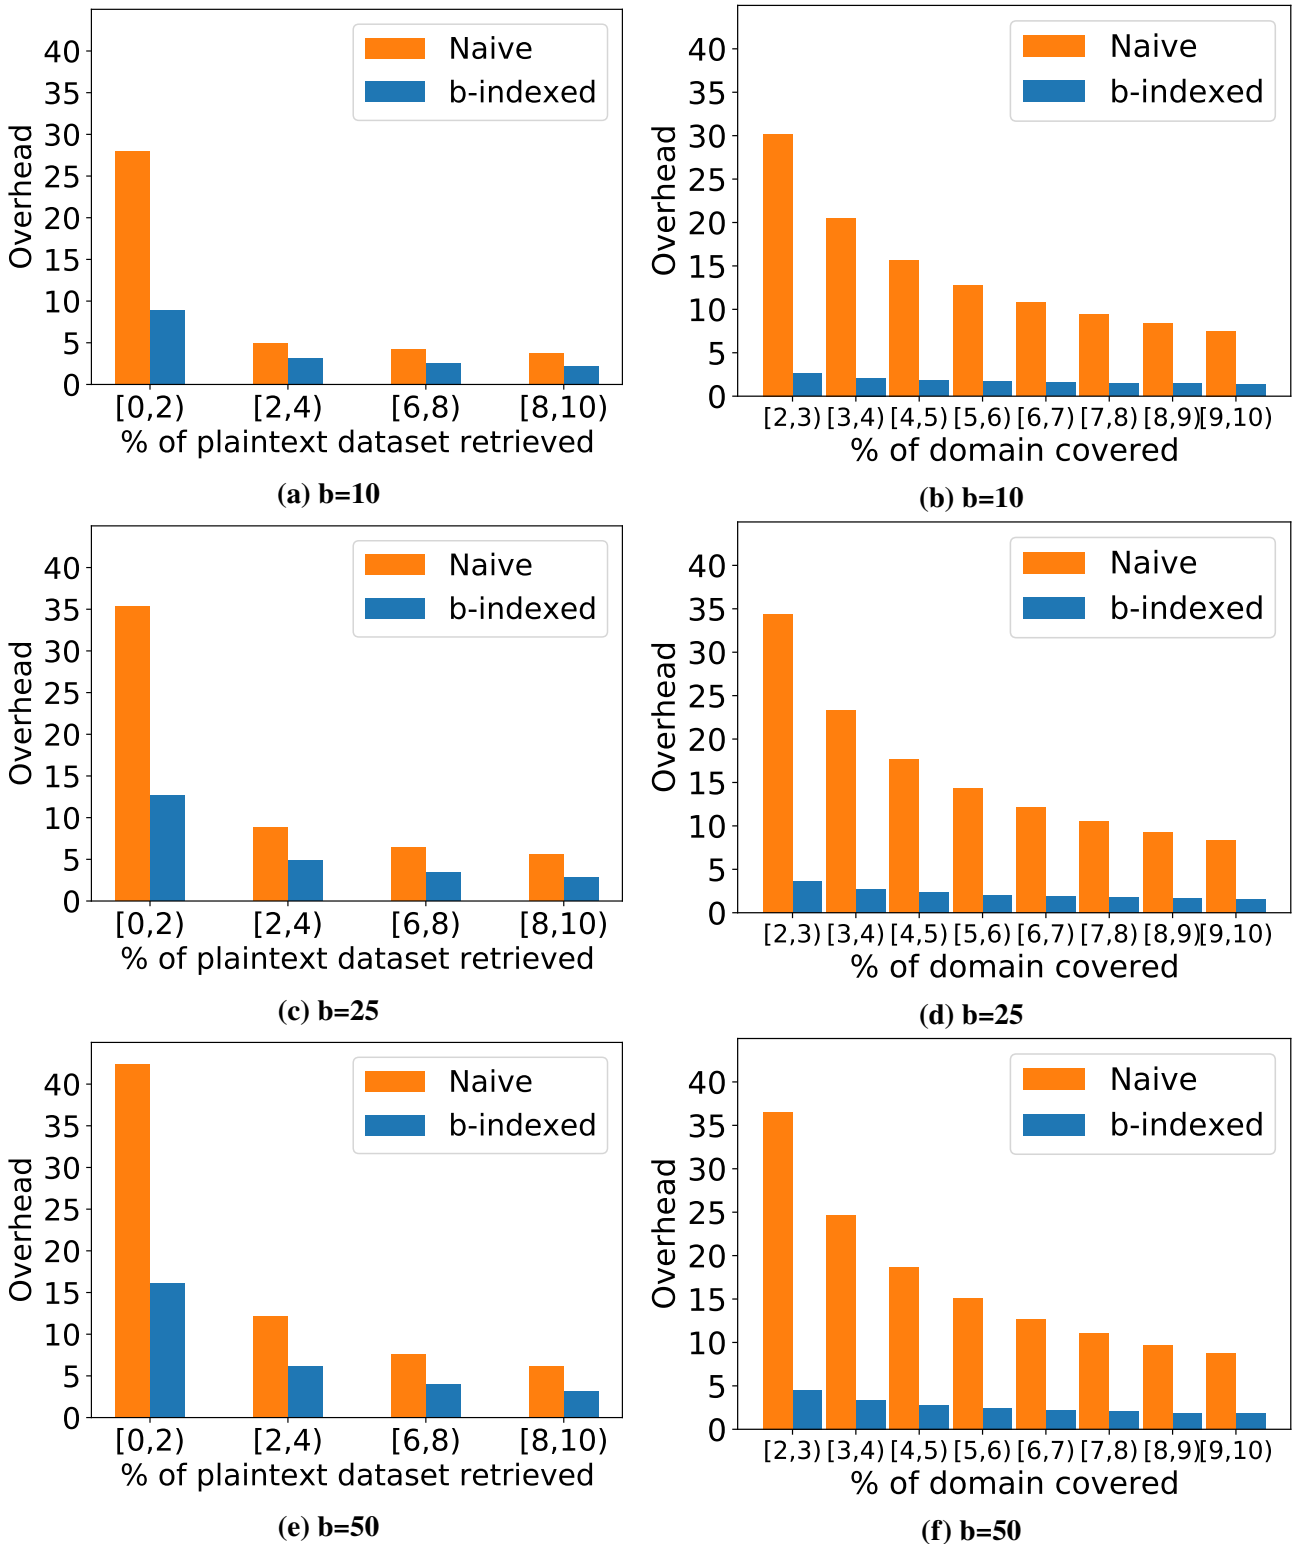 40
35
30
25
20
15
10
5
0
Overhead
Naive
b-indexed
[0,2) [2,4) [6,8) [8,10)
% of plaintext dataset retrieved
(a) b=10
40
35
30
25
20
15
10
5
0
Overhead
Naive
b-indexed
[2,3) [3,4) [4,5) [5,6) [6,7) [7,8) [8,9) [9,10)
% of domain covered
(b) b=10
40
35
30
25
20
15
10
5
0
Overhead
Naive
b-indexed
[0,2) [2,4) [6,8) [8,10)
% of plaintext dataset retrieved
(c) b=25
40
35
30
25
20
15
10
5
0
Overhead
Naive
b-indexed
[2,3) [3,4) [4,5) [5,6) [6,7) [7,8) [8,9) [9,10)
% of domain covered
(d) b=25
40
35
30
25
20
15
10
5
0
Overhead
Naive
b-indexed
[0,2) [2,4) [6,8) [8,10)
% of plaintext dataset retrieved
(e) b=50
40
35
30
25
20
15
10
5
0
Overhead
Naive
b-indexed
[2,3) [3,4) [4,5) [5,6) [6,7) [7,8) [8,9) [9,10)
% of domain covered
(f) b=50